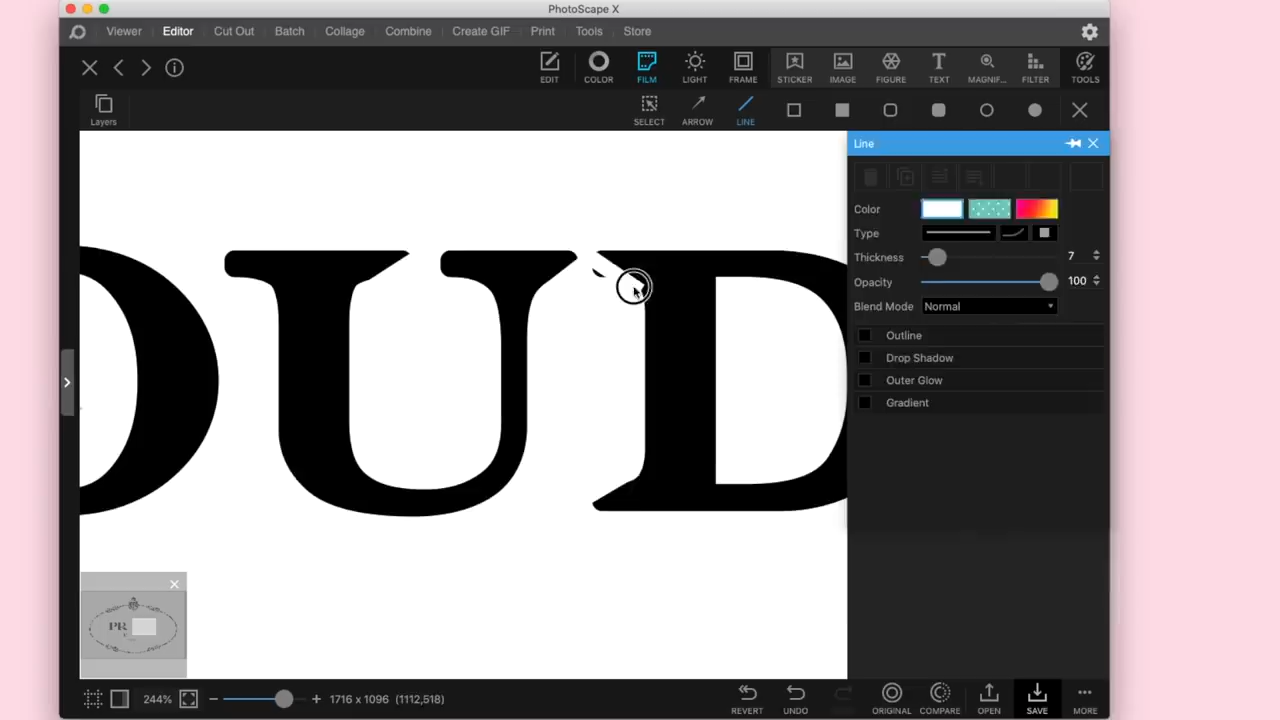 PhotoScape X
Viewer Editor Cut Out Batch Collage Combine Create GIF Print Tools Store
EDIT COLOR FILM LIGHT FRAME STICKER IMAGE FIGURE TEXT MAGNIF... FILTER TOOLS
Layers SELECT ARROW LINE
Line
Color
Type
Thickness 7
Opacity 100
Blend Mode Normal
Outline
Drop Shadow
Outer Glow
Gradient
OUD
PR
244% 1716 x 1096 (1112,518)
REVERT UNDO ORIGINAL COMPARE OPEN SAVE MORE